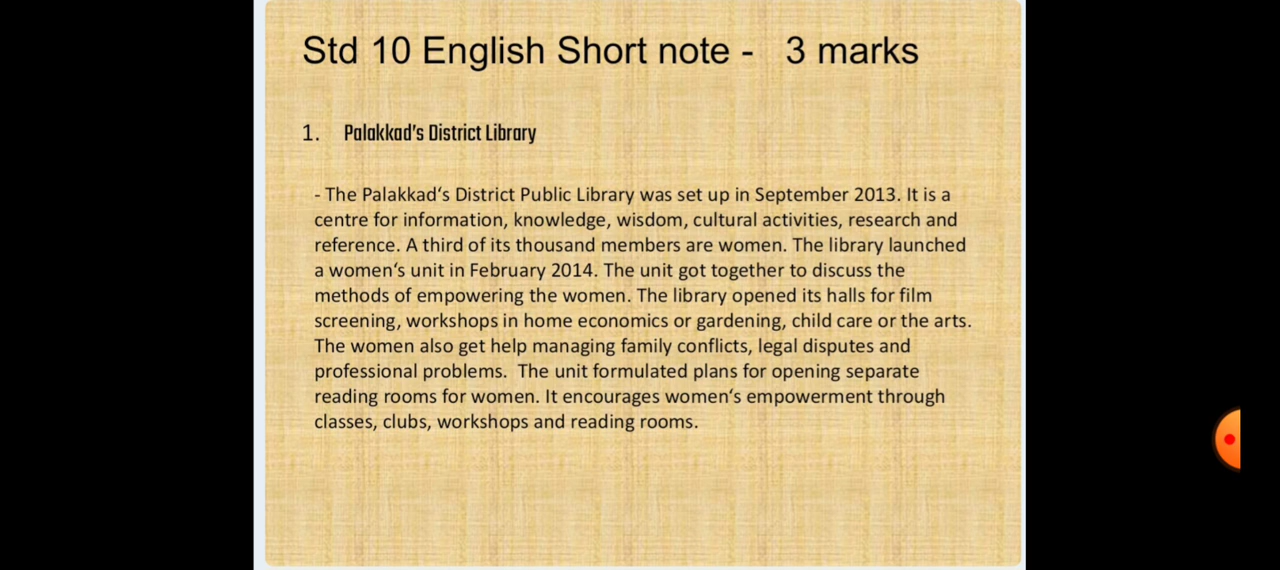 Std 10 English Short note - 3 marks
1. Palakkad's District Library
- The Palakkad‘s District Public Library was set up in September 2013. It is a
centre for information, knowledge, wisdom, cultural activities, research and
reference. A third of its thousand members are women. The library launched
a women‘s unit in February 2014. The unit got together to discuss the
methods of empowering the women. The library opened its halls for film
screening, workshops in home economics or gardening, child care or the arts.
The women also get help managing family conflicts, legal disputes and
professional problems. The unit formulated plans for opening separate
reading rooms for women. It encourages women‘s empowerment through
classes, clubs, workshops and reading rooms.